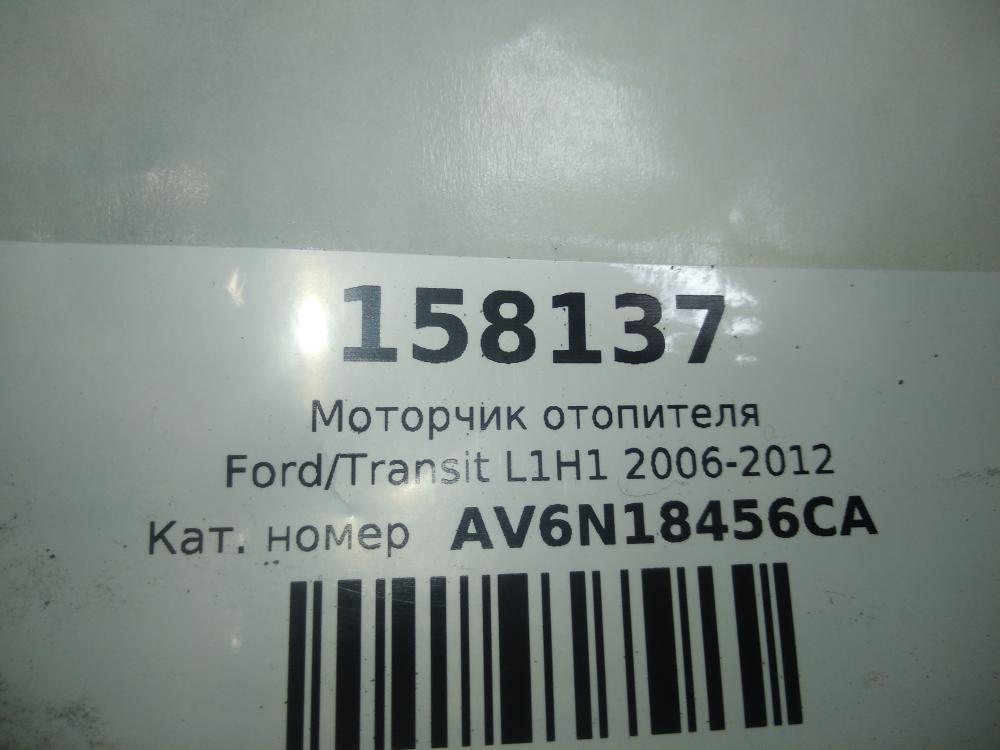 158137
Моторчик отопителя
Ford/Transit L1H1 2006-2012
Кат. номер AV6N18456CA